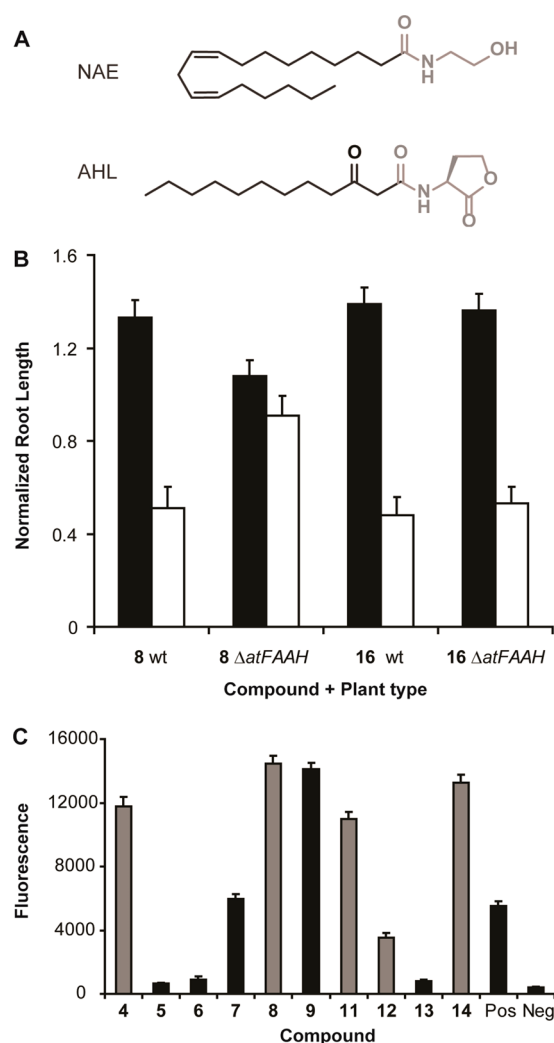 A
NAE
O
N
H
OH
AHL
O
O
N
H
O
O
B
1.6
1.2
0.8
0.4
0
Normalized Root Length
8 wt
8 ΔatFAAH
16 wt
16 ΔatFAAH
Compound + Plant type
C
16000
12000
8000
4000
0
Fluorescence
4 5 6 7 8 9 11 12 13 14 Pos Neg
Compound